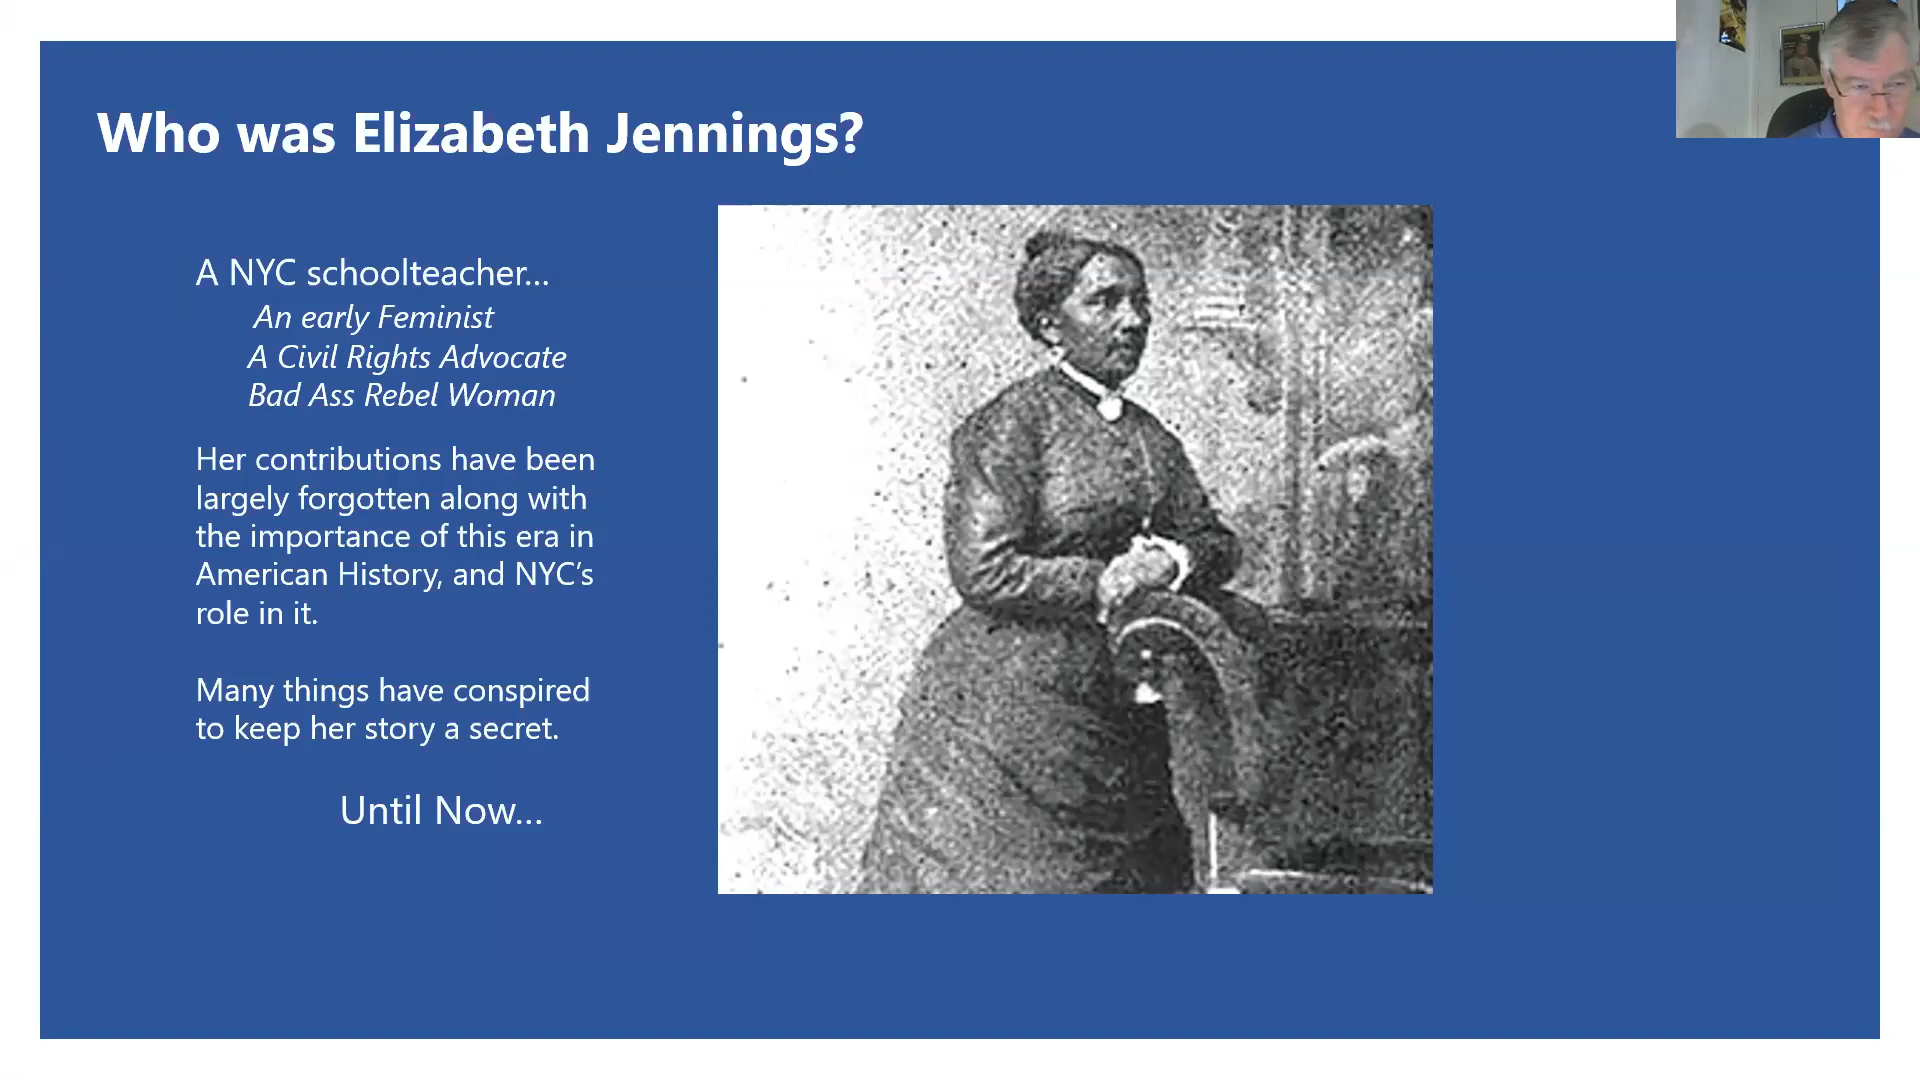 Who was Elizabeth Jennings?
A NYC schoolteacher...
An early Feminist
A Civil Rights Advocate
Bad Ass Rebel Woman
Her contributions have been
largely forgotten along with
the importance of this era in
American History, and NYC’s
role in it.
Many things have conspired
to keep her story a secret.
Until Now...